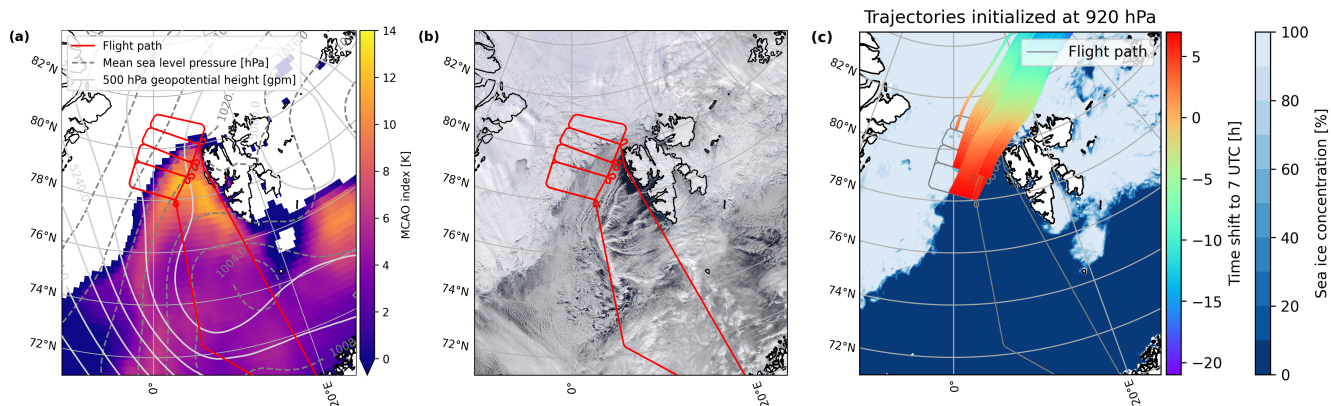 (a)
Flight path
Mean sea level pressure [hPa]
500 hPa geopotential height [gpm]
1020
5240.0
1004
1008
82°N
80°N
78°N
76°N
74°N
72°N
0°
20°E
14
12
10
8
6
4
2
0
MCAO index [K]
(b)
82°N
80°N
78°N
76°N
74°N
72°N
0°
20°E
(c)
Trajectories initialized at 920 hPa
Flight path
82°N
80°N
78°N
76°N
74°N
72°N
0°
20°E
5
0
−5
−10
−15
−20
Time shift to 7 UTC [h]
100
80
60
40
20
0
Sea ice concentration [%]